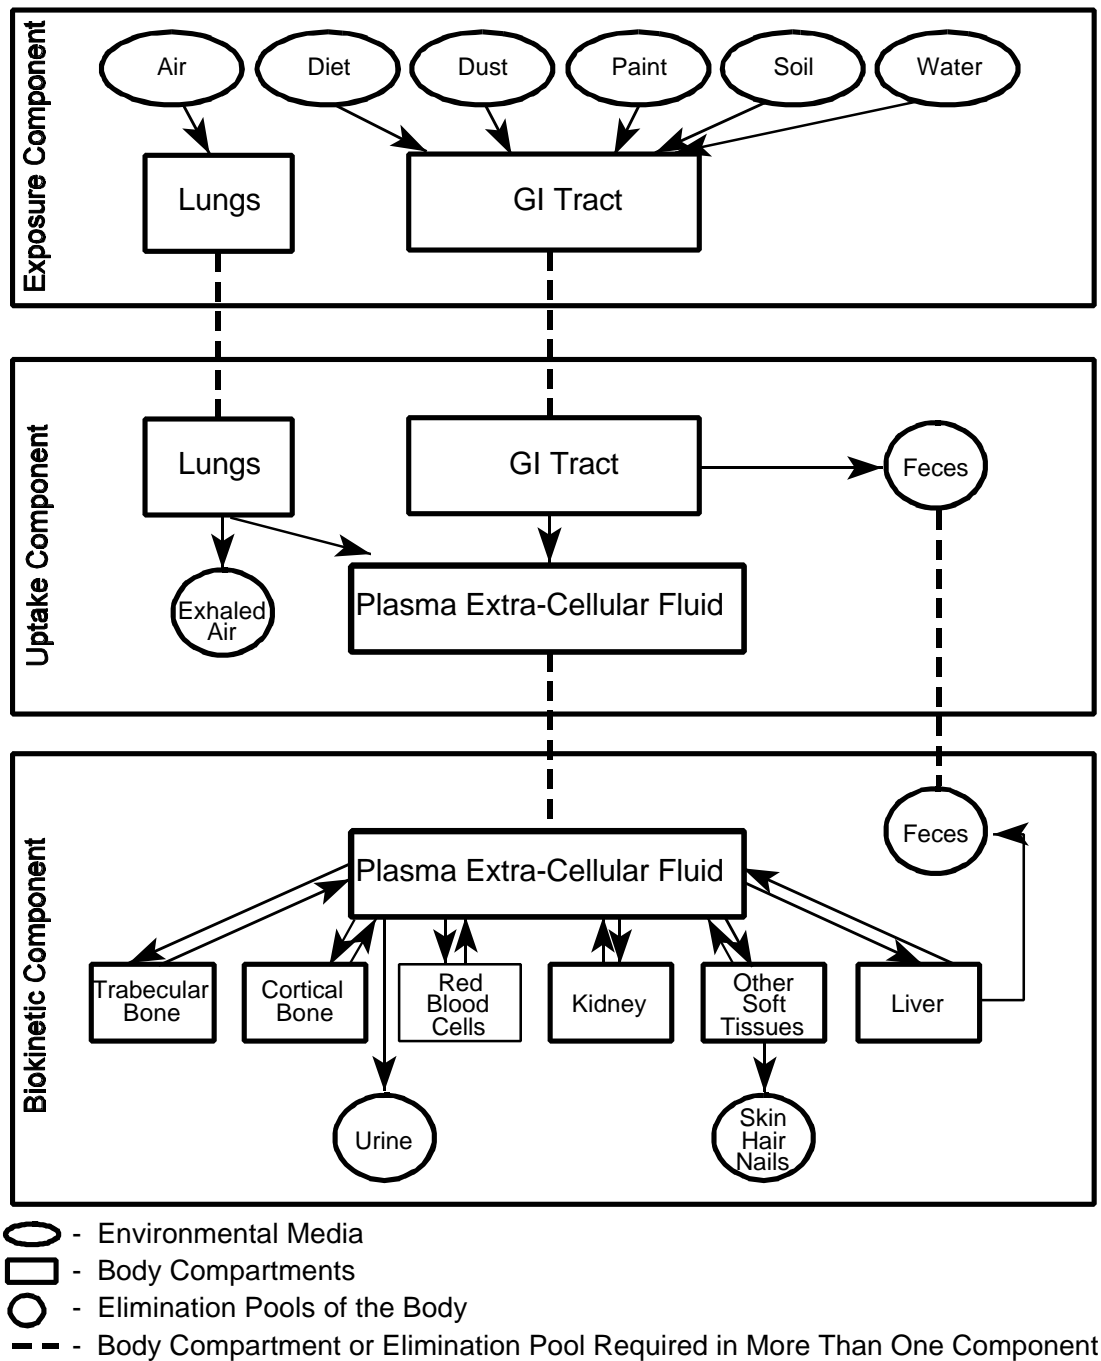 Exposure Component
Air
Diet
Dust
Paint
Soil
Water
Lungs
GI Tract
Uptake Component
Lungs
GI Tract
Feces
Exhaled
Air
Plasma Extra-Cellular Fluid
Biokinetic Component
Feces
Plasma Extra-Cellular Fluid
Trabecular
Bone
Cortical
Bone
Red
Blood
Cells
Kidney
Other
Soft
Tissues
Liver
Urine
Skin
Hair
Nails
- Environmental Media
- Body Compartments
- Elimination Pools of the Body
- Body Compartment or Elimination Pool Required in More Than One Component